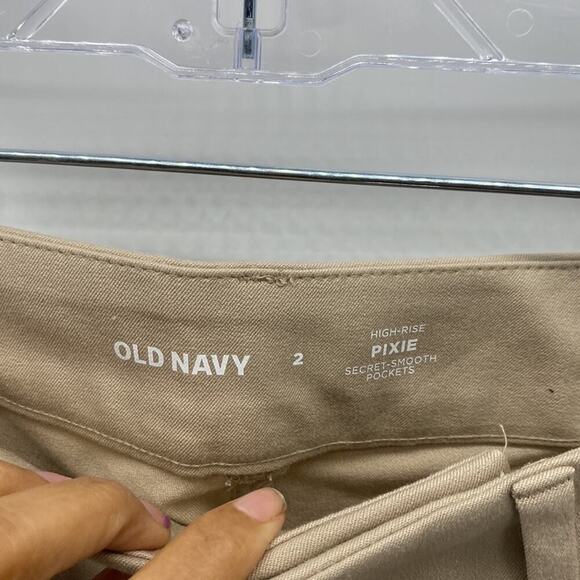 OLD NAVY
2
HIGH-RISE
PIXIE
SECRET-SMOOTH
POCKETS